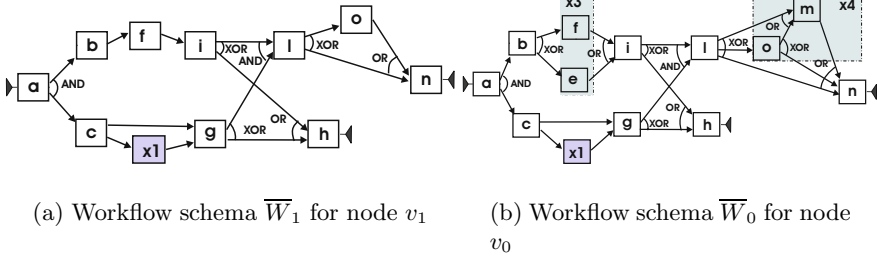 x3
x4
o
m
f
b
f
i
XOR
l
XOR
b
XOR
OR
i
XOR
l
XOR
OR
o
XOR
AND
OR
AND
OR
a
AND
n
a
AND
e
n
c
g
XOR
OR
h
c
g
XOR
OR
h
x1
x1
(a) Workflow schema W̅1 for node v1
(b) Workflow schema W̅0 for node
v0